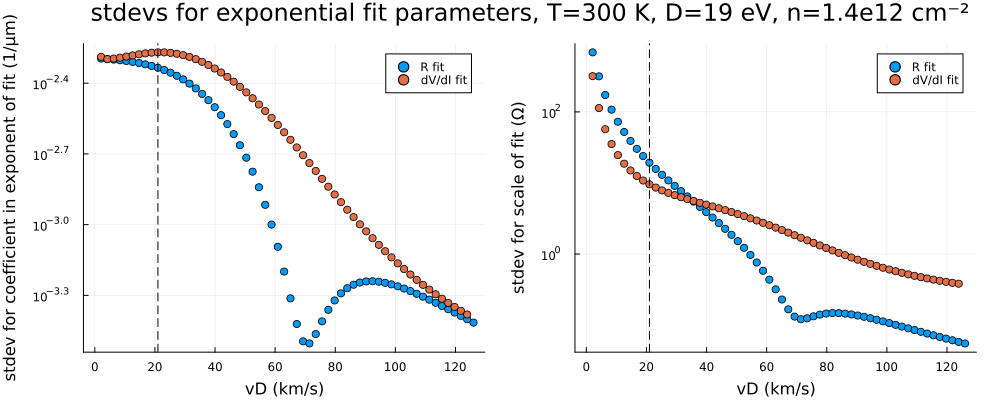 stdevs for exponential fit parameters, T=300 K, D=19 eV, n=1.4e12 cm⁻²
stdev for coefficient in exponent of fit (1/μm)
10⁻²·⁴
10⁻²·⁷
10⁻³·⁰
10⁻³·³
R fit
dV/dI fit
0 20 40 60 80 100 120
vD (km/s)
stdev for scale of fit (Ω)
10²
10⁰
R fit
dV/dI fit
0 20 40 60 80 100 120
vD (km/s)